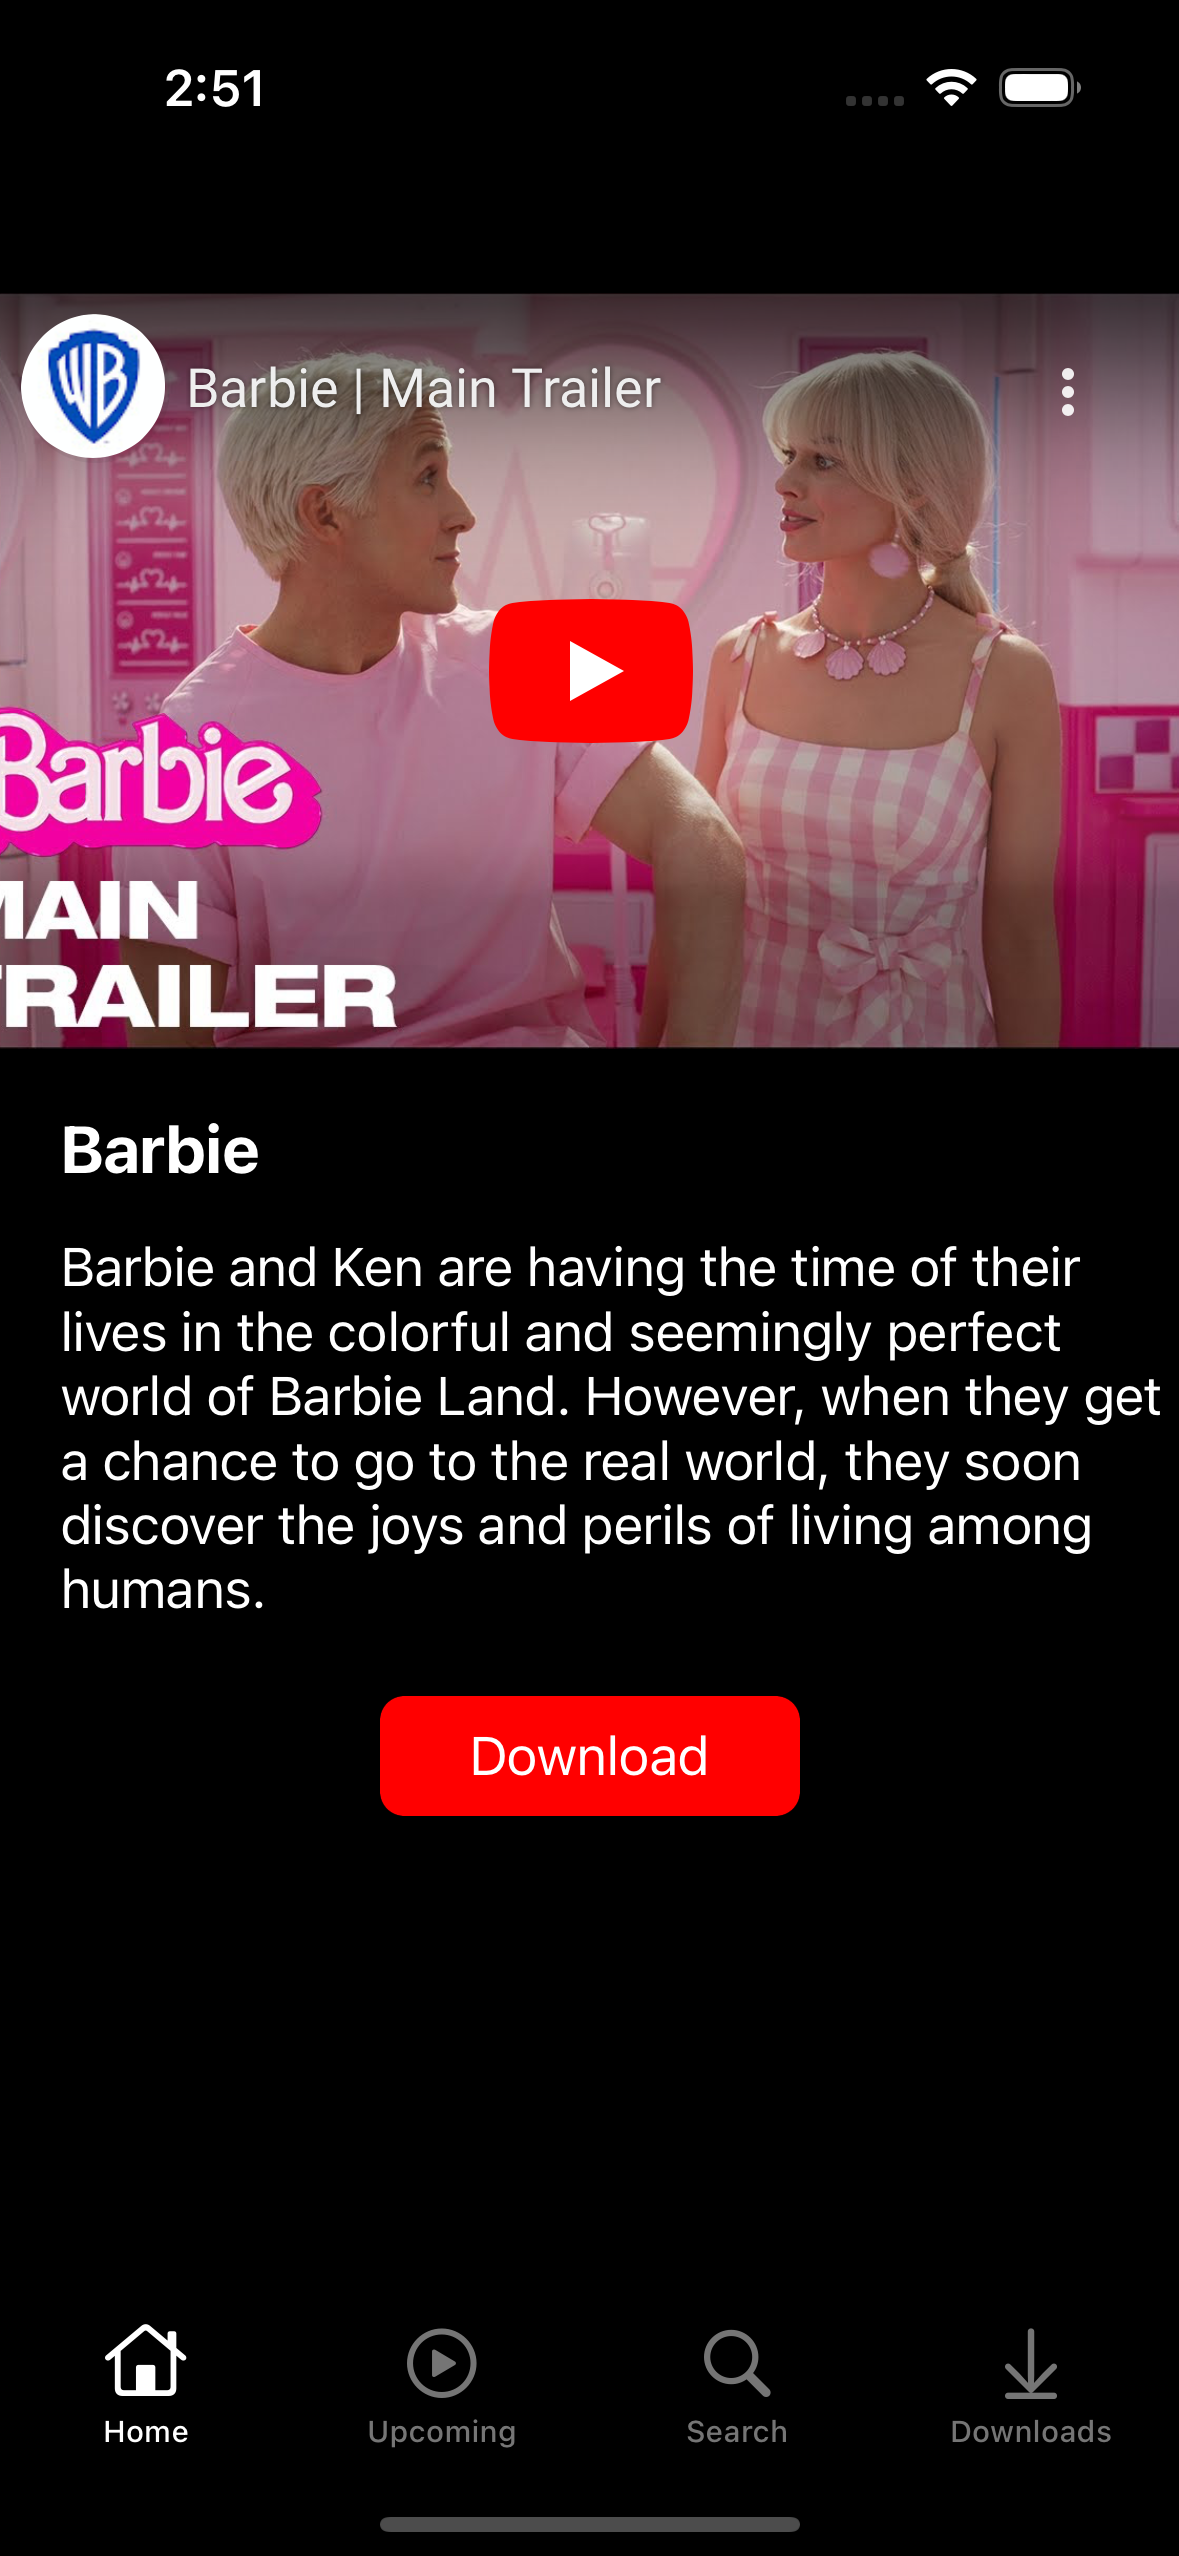 2:51
WB
Barbie | Main Trailer
Barbie
MAIN
TRAILER
Barbie
Barbie and Ken are having the time of their
lives in the colorful and seemingly perfect
world of Barbie Land. However, when they get
a chance to go to the real world, they soon
discover the joys and perils of living among
humans.
Download
Home
Upcoming
Search
Downloads